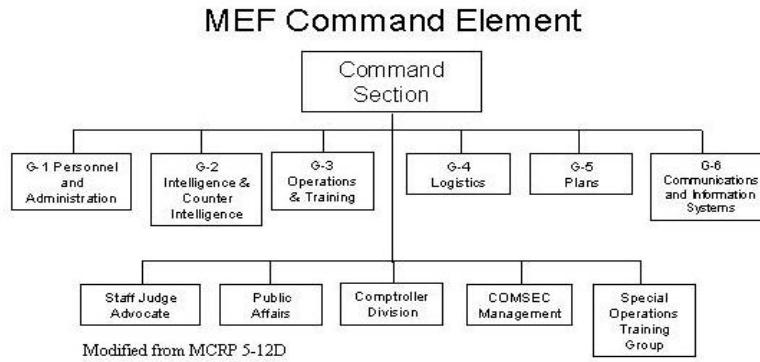 MEF Command Element
Command
Section
G-1 Personnel
and
Administration
G-2
Intelligence &
Counter
Intelligence
G-3
Operations
& Training
G-4
Logistics
G-5
Plans
G-6
Communications
and Information
Systems
Staff Judge
Advocate
Public
Affairs
Comptroller
Division
COMSEC
Management
Special
Operations
Training
Group
Modified from MCRP 5-12D